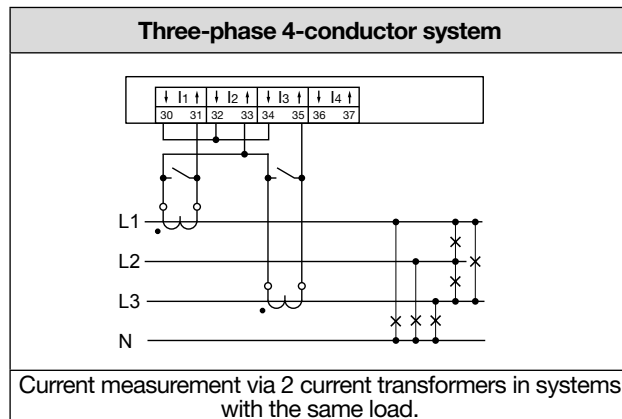 Three-phase 4-conductor system
↓ I1 ↑ ↓ I2 ↑ ↓ I3 ↑ ↓ I4 ↑
30 31 32 33 34 35 36 37
L1
L2
L3
N
Current measurement via 2 current transformers in systems
with the same load.